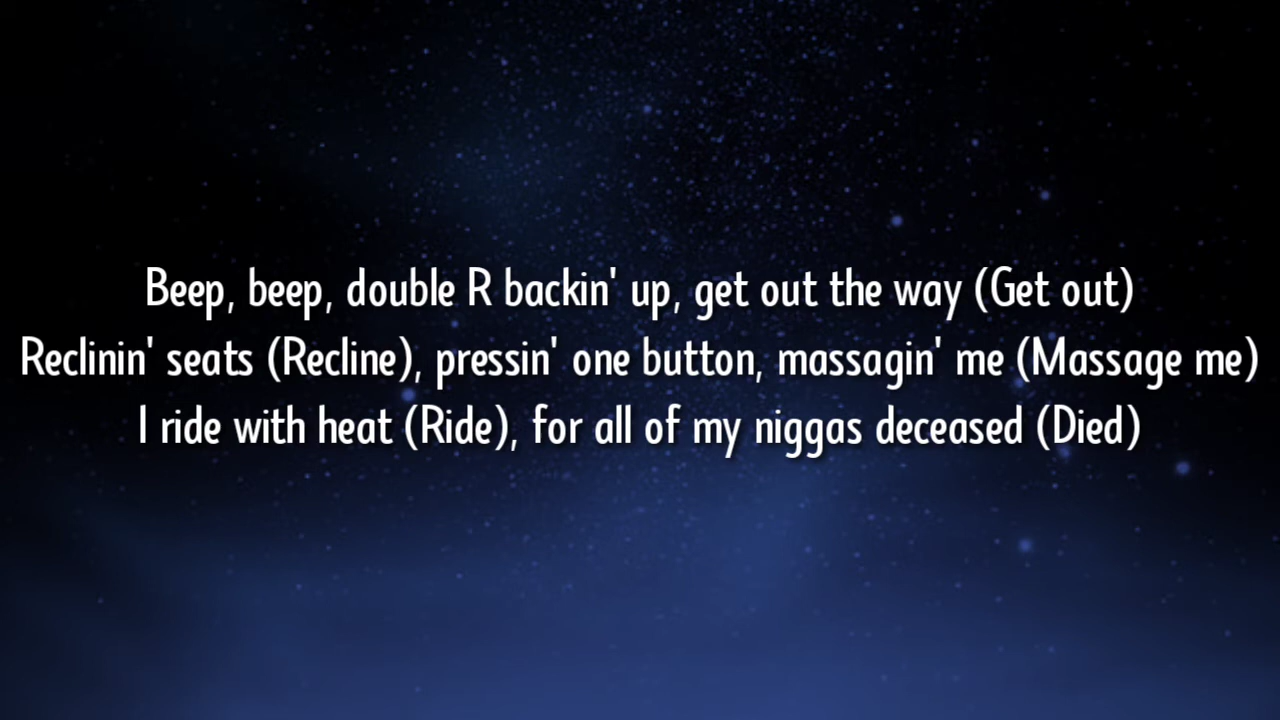 Beep, beep, double R backin' up, get out the way (Get out)
Reclinin' seats (Recline), pressin' one button, massagin' me (Massage me)
I ride with heat (Ride), for all of my niggas deceased (Died)